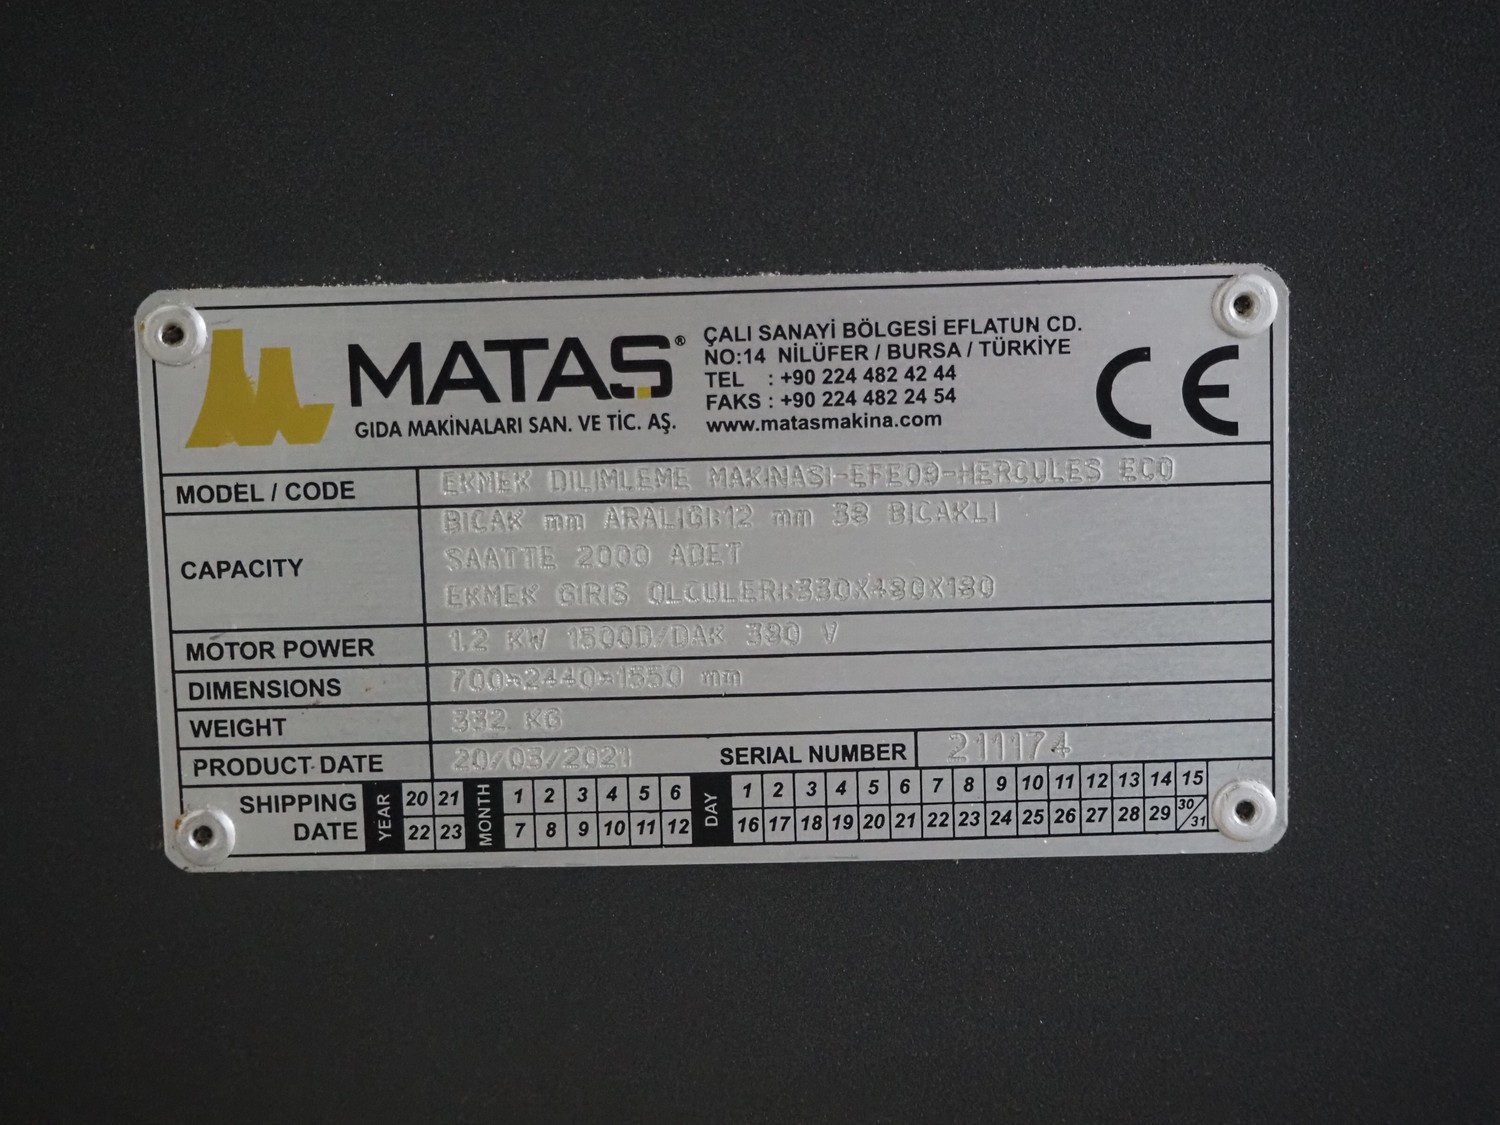 MATAŞ®
GIDA MAKİNALARI SAN. VE TİC. AŞ.
ÇALI SANAYİ BÖLGESİ EFLATUN CD.
NO:14 NİLÜFER / BURSA / TÜRKİYE
TEL : +90 224 482 42 44
FAKS : +90 224 482 24 54
www.matasmakina.com
CE
MODEL / CODE EKMEK DILIMLEME MAKINASI-EFE09-HERCULES ECO
CAPACITY
BICAK mm ARALIGI:12 mm 38 BICAKLI
SAATTE 2000 ADET
EKMEK GIRIS OLCULERI:330X480X180
MOTOR POWER 1.2 KW 1500D/DAK 380 V
DIMENSIONS 700*2440*1550 mm
WEIGHT 332 KG
PRODUCT DATE 20/03/2021 SERIAL NUMBER 211174
SHIPPING DATE
YEAR 20 21 22 23
MONTH 1 2 3 4 5 6 7 8 9 10 11 12
DAY 1 2 3 4 5 6 7 8 9 10 11 12 13 14 15
16 17 18 19 20 21 22 23 24 25 26 27 28 29 30/31